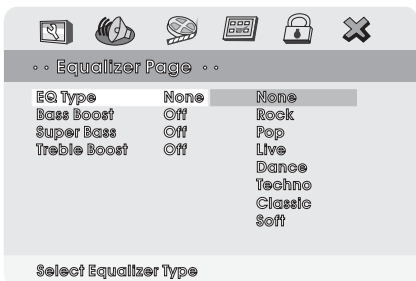 ·· Equalizer Page ··
EQ Type None None
Bass Boost Off Rock
Super Bass Off Pop
Treble Boost Off Live
Dance
Techno
Classic
Soft
Select Equalizer Type